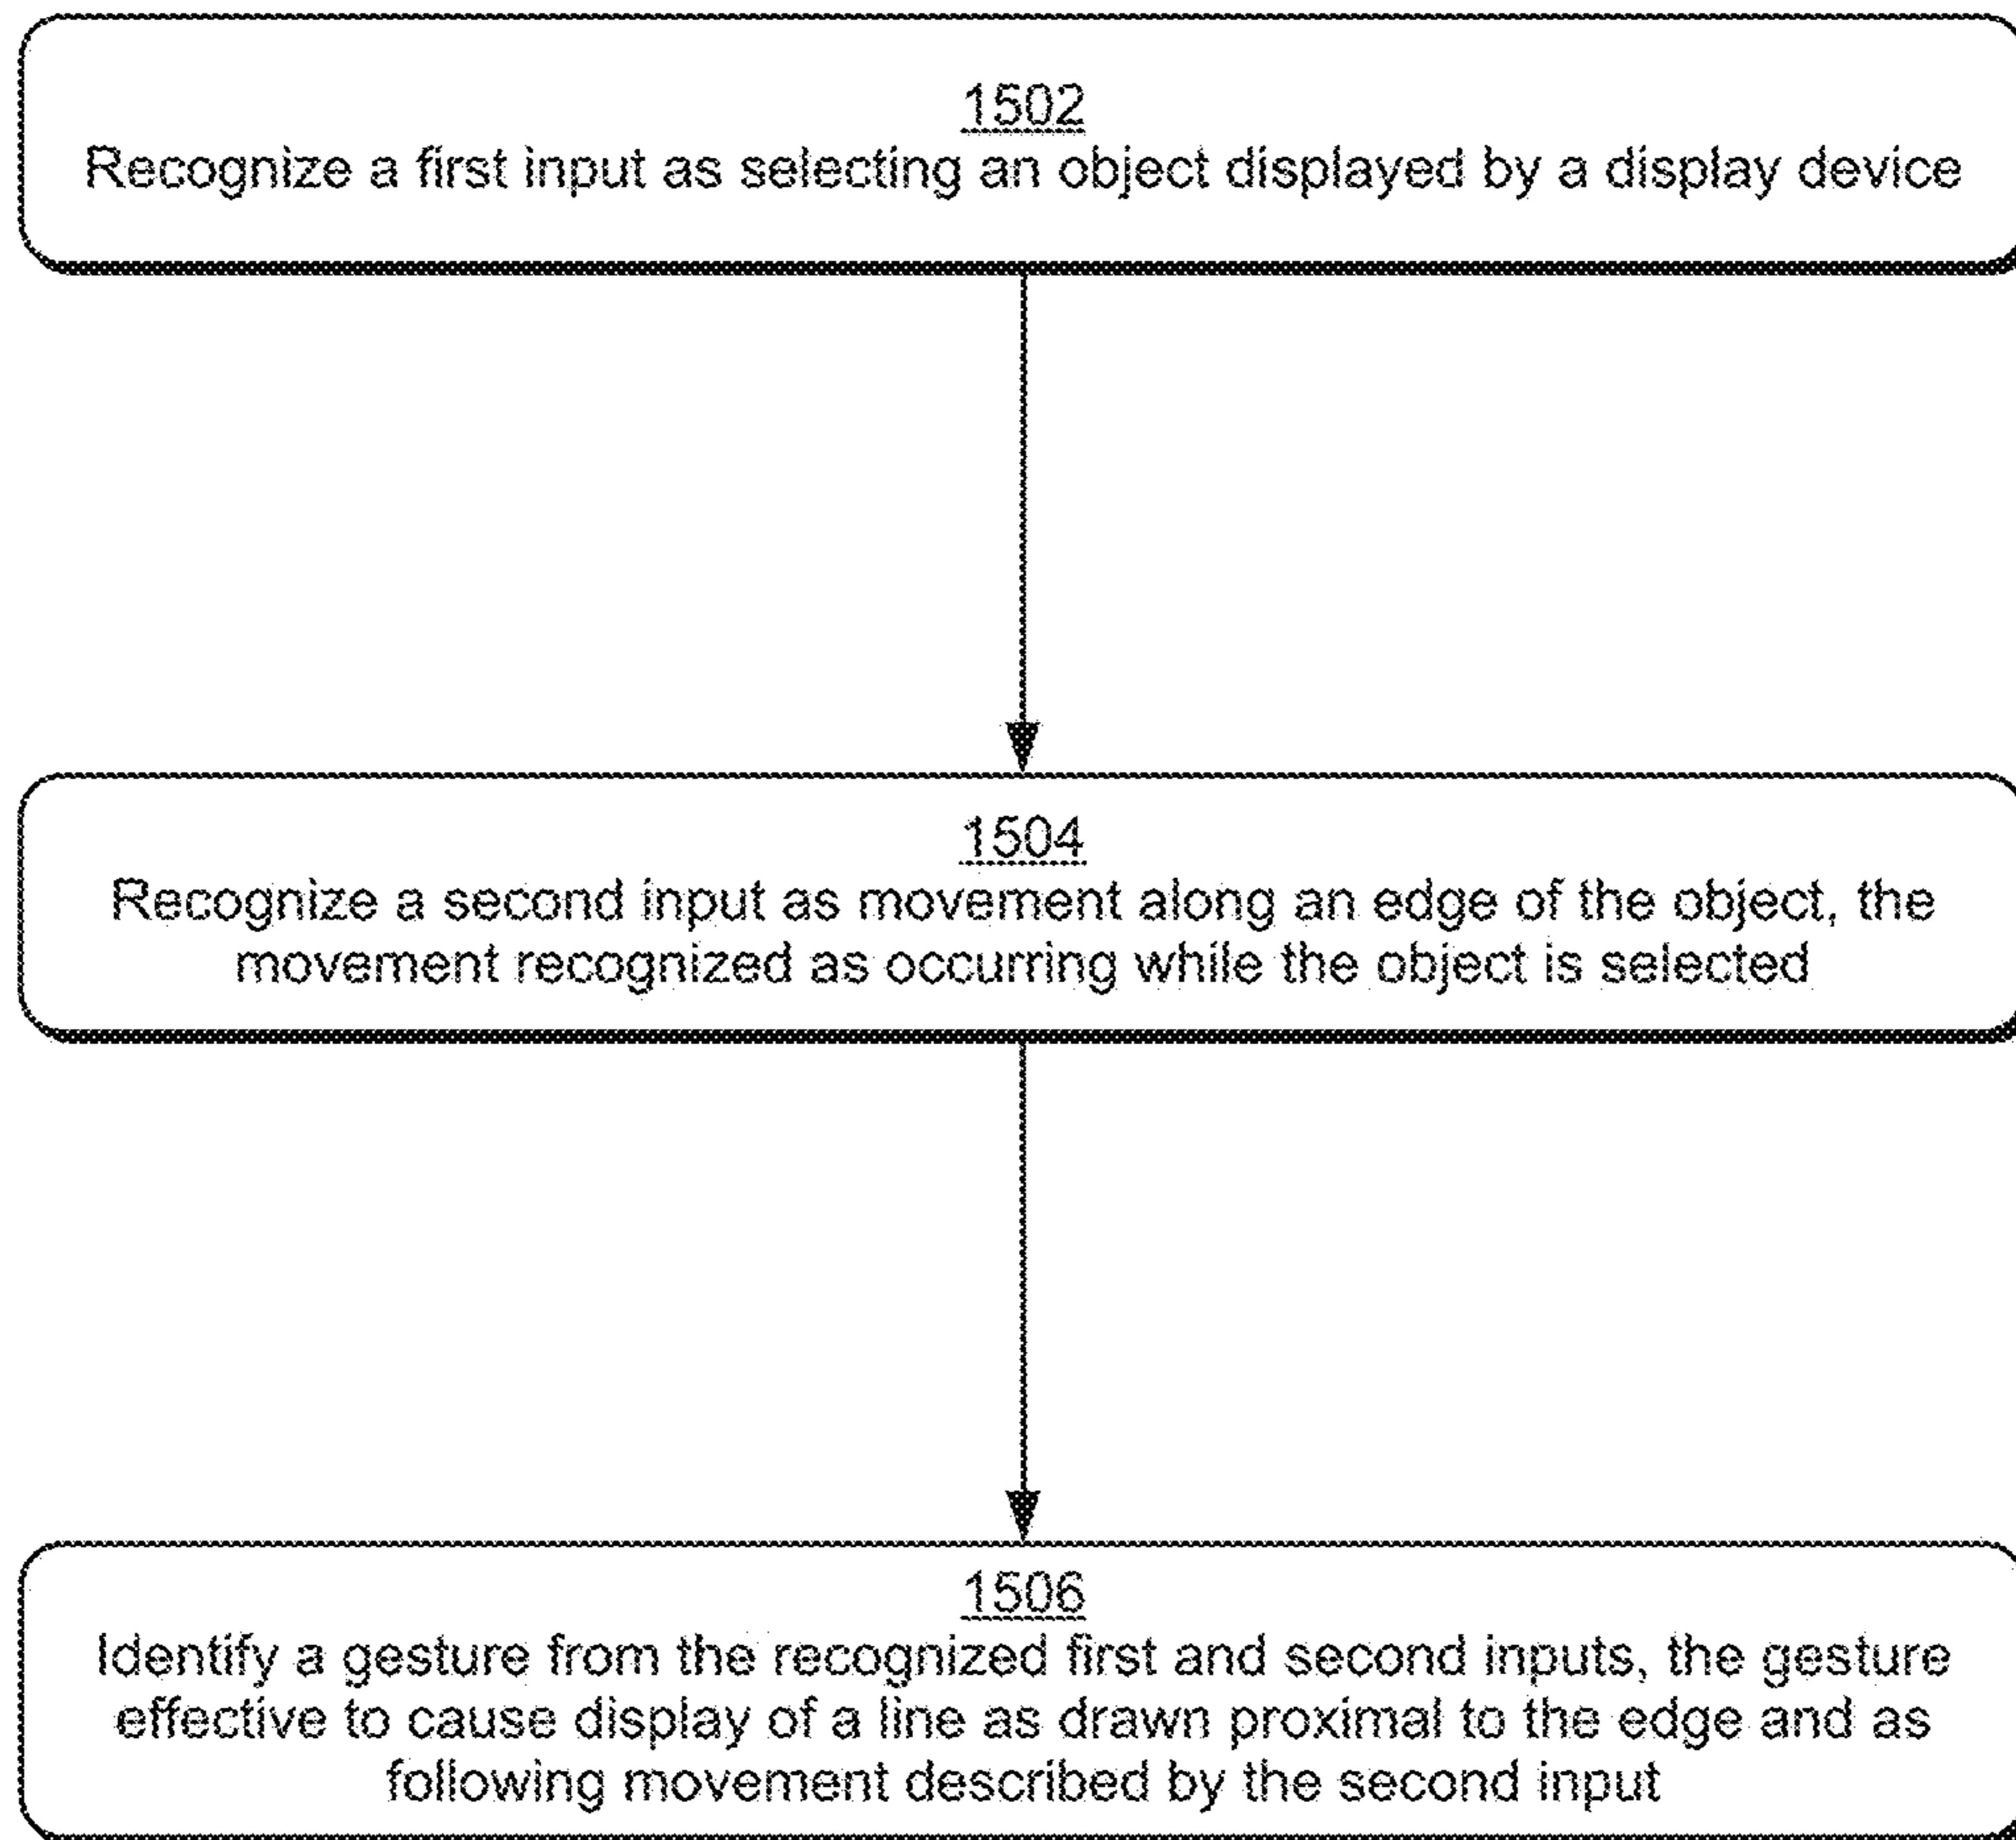 1502
Recognize a first input as selecting an object displayed by a display device
1504
Recognize a second input as movement along an edge of the object, the
movement recognized as occurring while the object is selected
1506
Identify a gesture from the recognized first and second inputs, the gesture
effective to cause display of a line as drawn proximal to the edge and as
following movement described by the second input